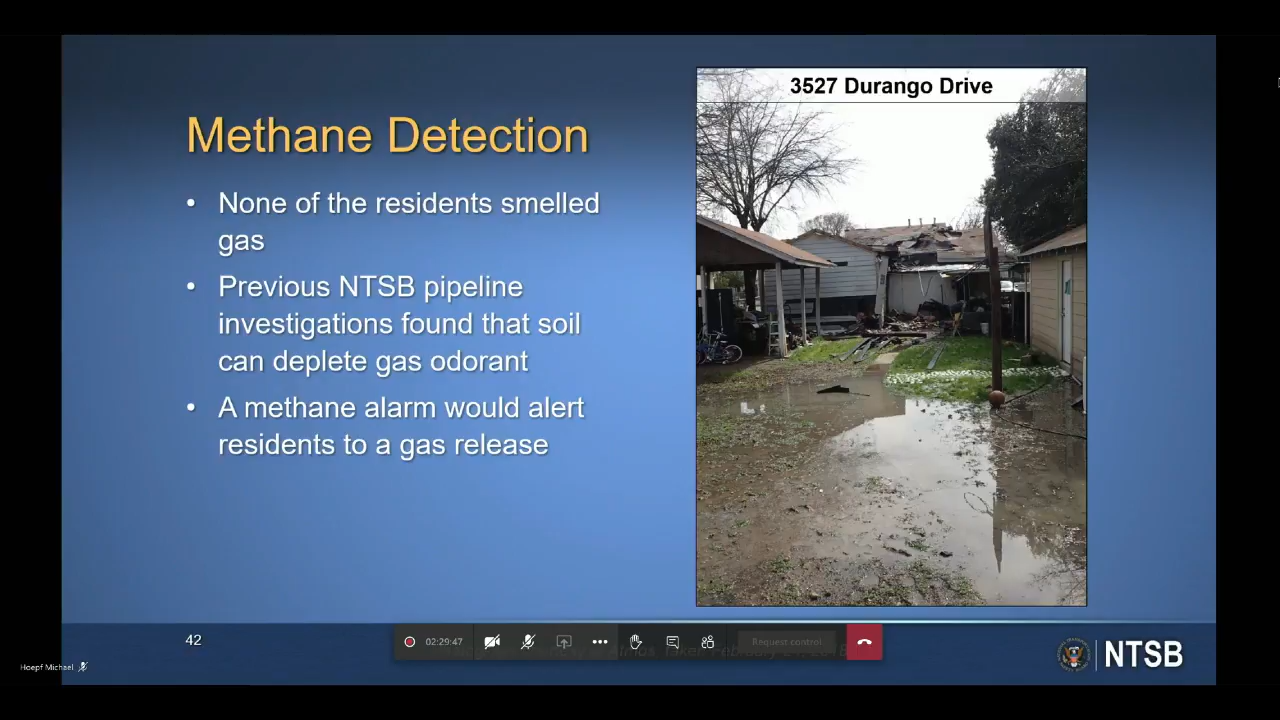 3527 Durango Drive
Methane Detection
• None of the residents smelled
gas
• Previous NTSB pipeline
investigations found that soil
can deplete gas odorant
• A methane alarm would alert
residents to a gas release
42
02:29:47
Request control
NTSB
Hoepf Michael